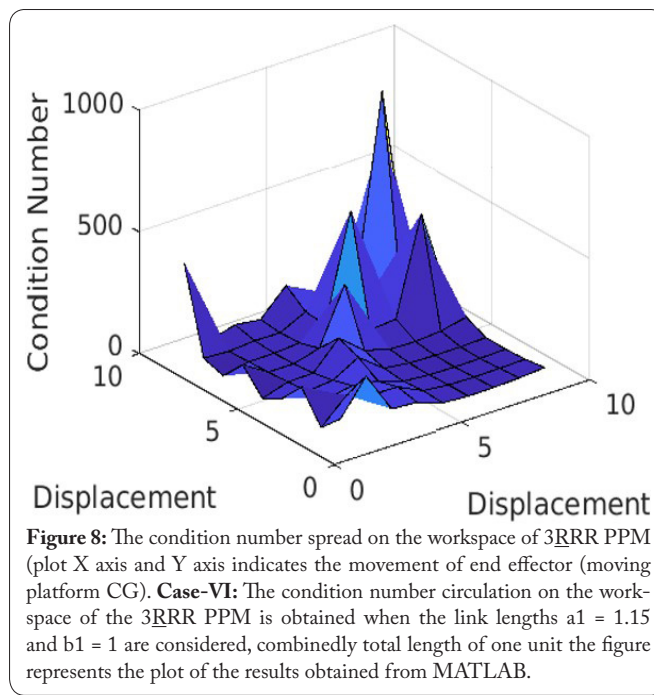 1000
500
0
Condition Number
10
5
0
Displacement
0
5
10
Displacement
Figure 8: The condition number spread on the workspace of 3RRR PPM
(plot X axis and Y axis indicates the movement of end effector (moving
platform CG). Case-VI: The condition number circulation on the work-
space of the 3RRR PPM is obtained when the link lengths a1 = 1.15
and b1 = 1 are considered, combinedly total length of one unit the figure
represents the plot of the results obtained from MATLAB.